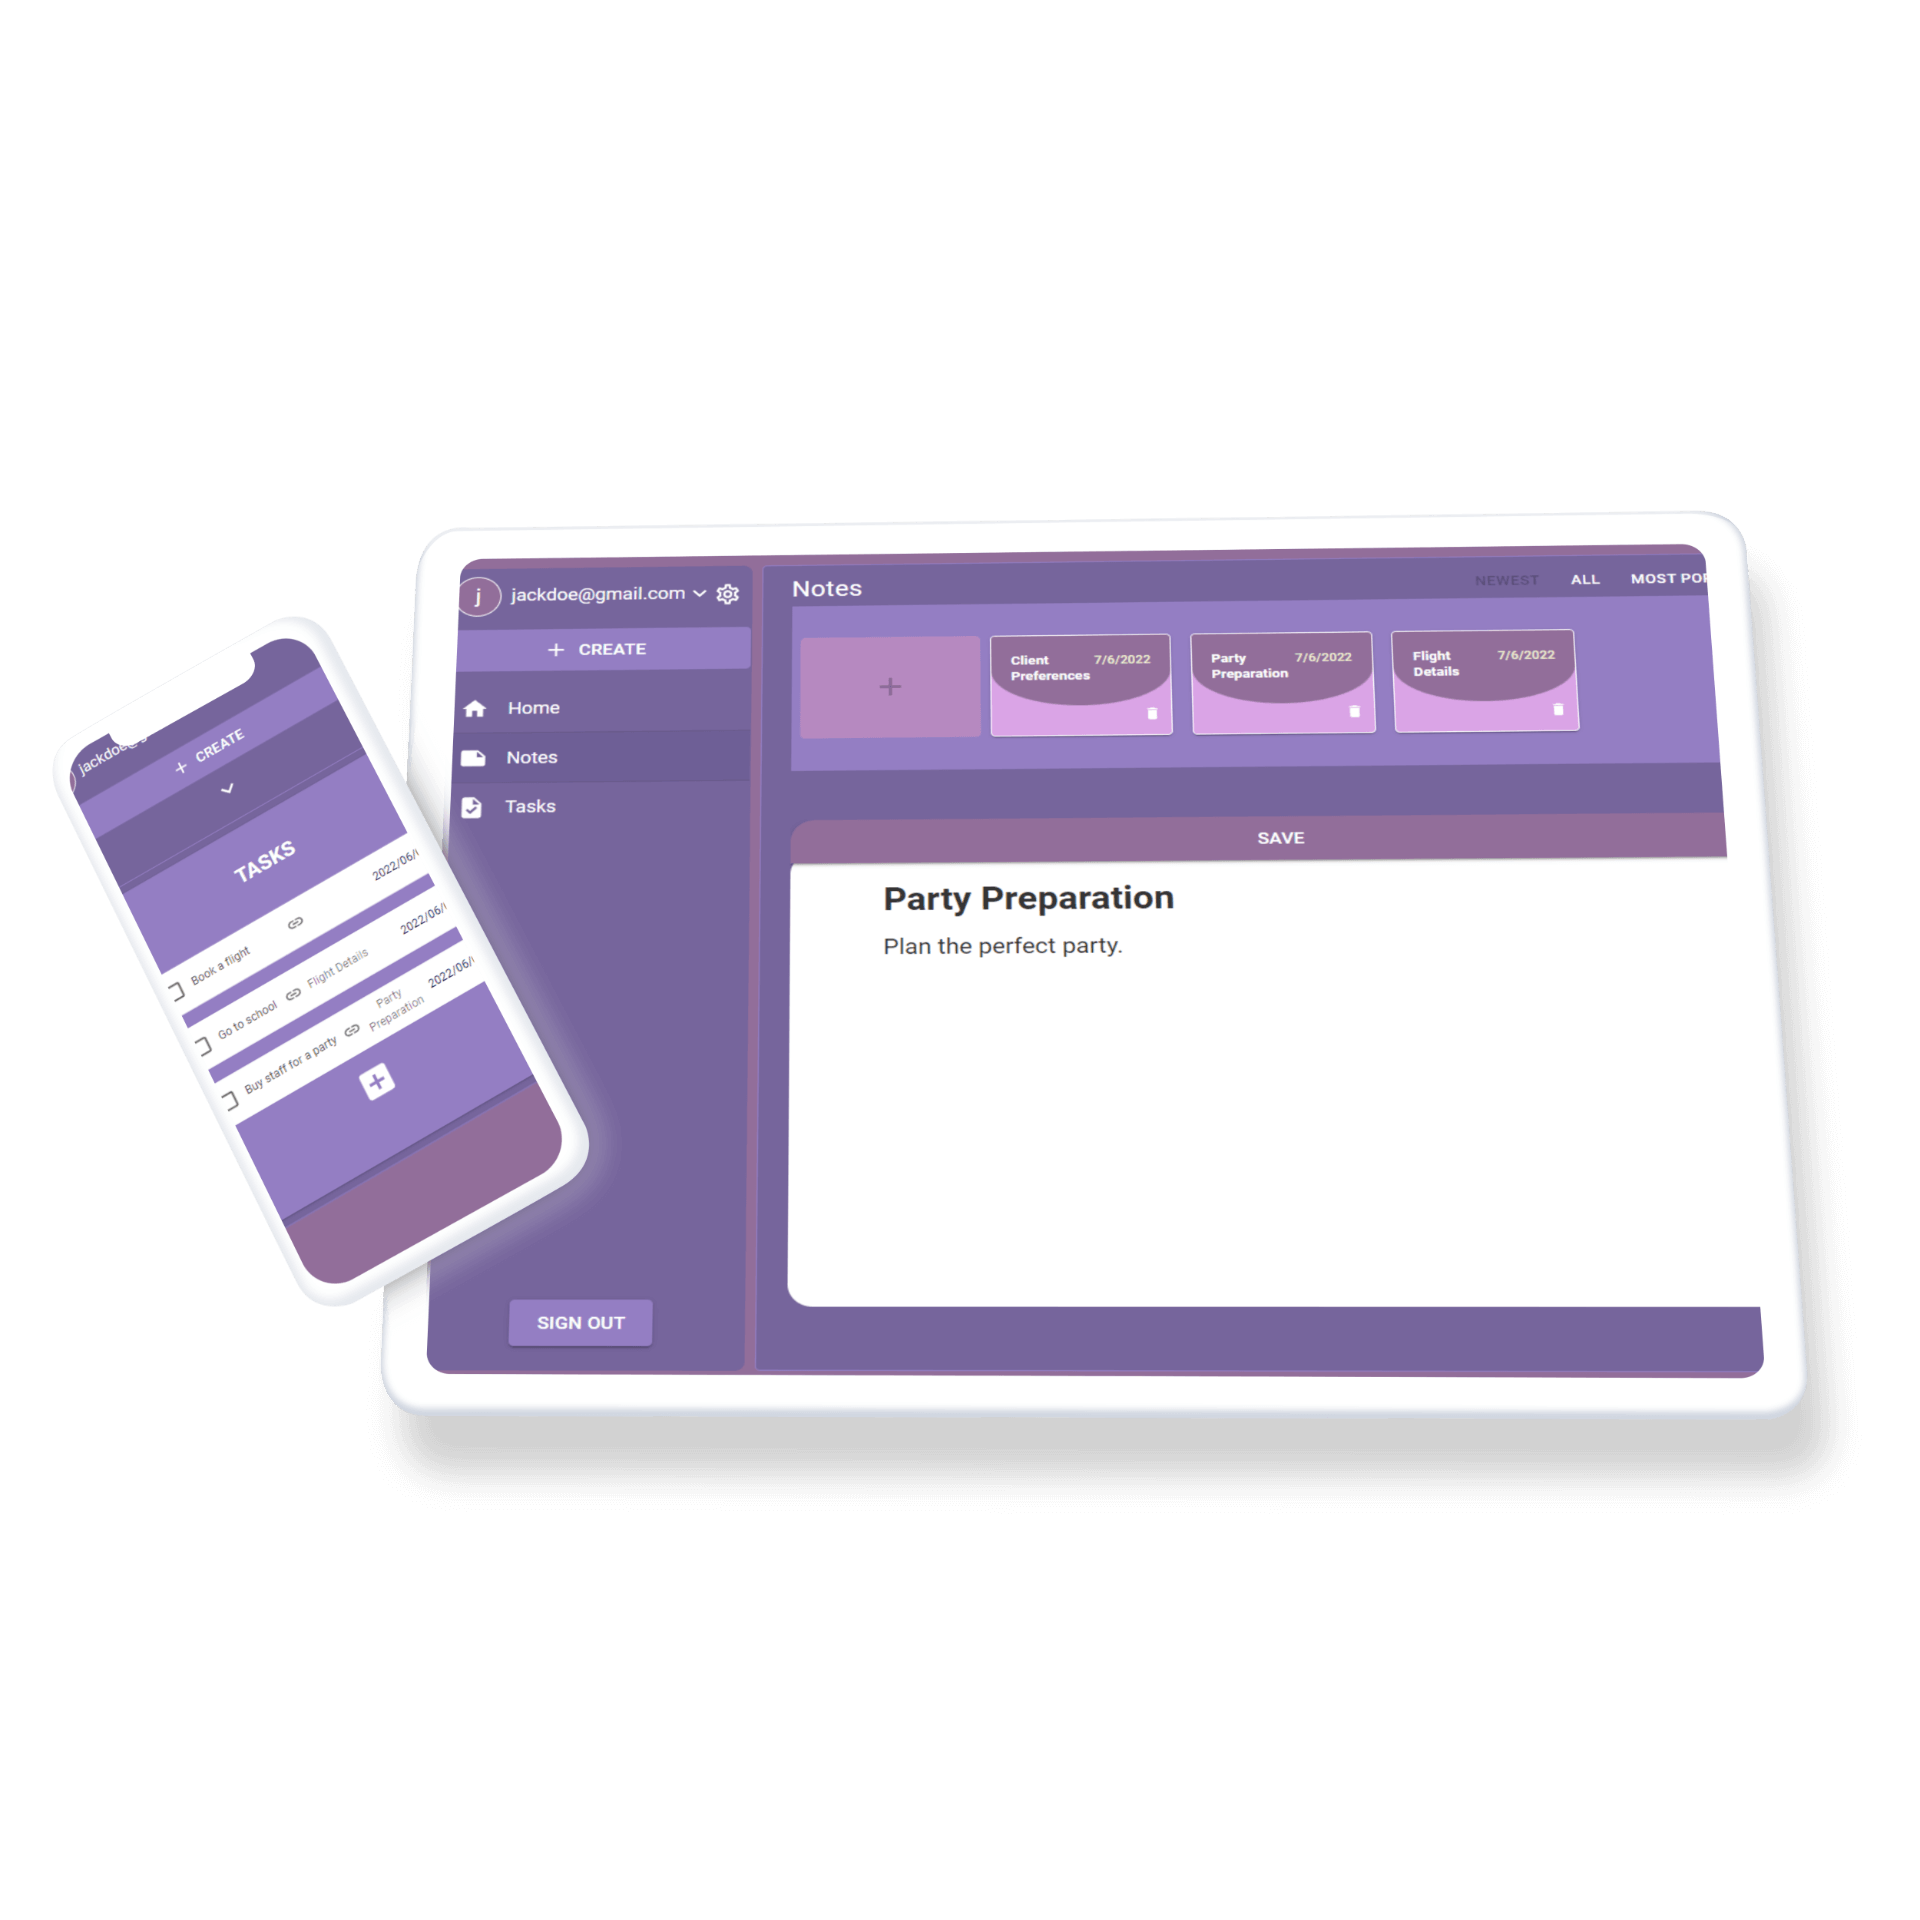 jackdoe@g
+ CREATE
TASKS
Book a flight 2022/06/
Go to school Flight Details 2022/06/
Buy staff for a party Party Preparation 2022/06/
j jackdoe@gmail.com
+ CREATE
Home
Notes
Tasks
SIGN OUT
Notes NEWEST ALL MOST POP
Client 7/6/2022
Preferences
Party 7/6/2022
Preparation
Flight 7/6/2022
Details
SAVE
Party Preparation
Plan the perfect party.